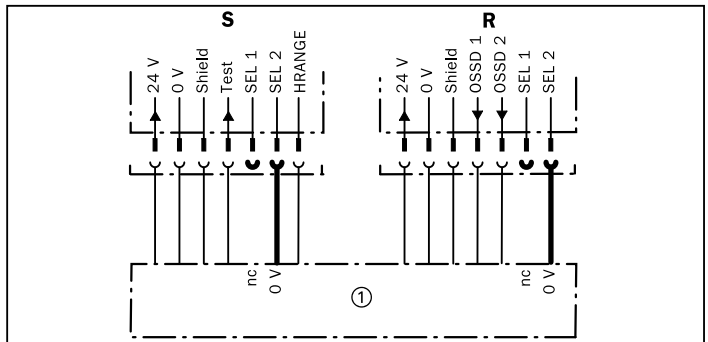 S
R
24 V
0 V
Shield
Test
SEL 1
SEL 2
HRANGE
24 V
0 V
Shield
OSSD 1
OSSD 2
SEL 1
SEL 2
nc
0 V
nc
0 V
①